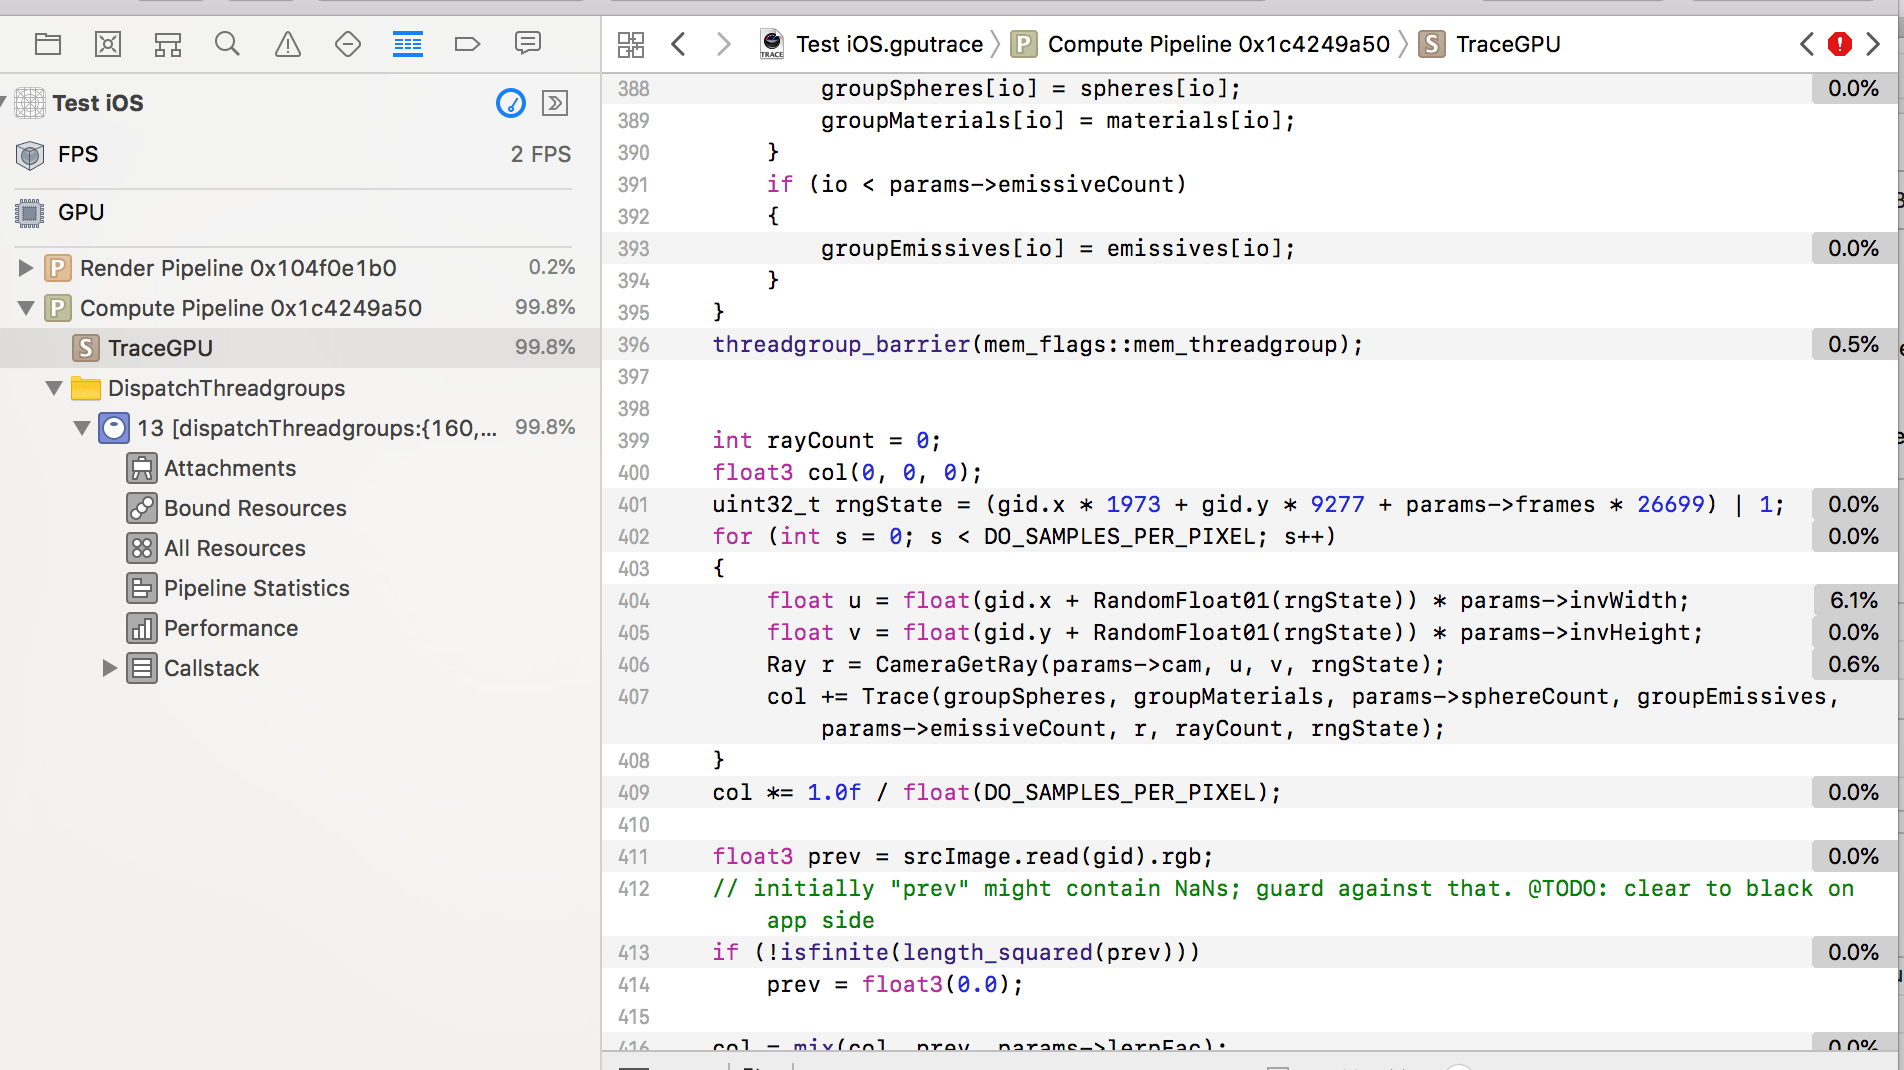 Test iOS.gputrace
P Compute Pipeline 0x1c4249a50
S TraceGPU
Test iOS
FPS 2 FPS
GPU
P Render Pipeline 0x104f0e1b0 0.2%
P Compute Pipeline 0x1c4249a50 99.8%
S TraceGPU 99.8%
DispatchThreadgroups
13 [dispatchThreadgroups:{160,... 99.8%
Attachments
Bound Resources
All Resources
Pipeline Statistics
Performance
Callstack
388 groupSpheres[io] = spheres[io]; 0.0%
389 groupMaterials[io] = materials[io];
390 }
391 if (io < params->emissiveCount)
392 {
393 groupEmissives[io] = emissives[io]; 0.0%
394 }
395 }
396 threadgroup_barrier(mem_flags::mem_threadgroup); 0.5%
397
398
399 int rayCount = 0;
400 float3 col(0, 0, 0);
401 uint32_t rngState = (gid.x * 1973 + gid.y * 9277 + params->frames * 26699) | 1; 0.0%
402 for (int s = 0; s < DO_SAMPLES_PER_PIXEL; s++) 0.0%
403 {
404 float u = float(gid.x + RandomFloat01(rngState)) * params->invWidth; 6.1%
405 float v = float(gid.y + RandomFloat01(rngState)) * params->invHeight; 0.0%
406 Ray r = CameraGetRay(params->cam, u, v, rngState); 0.6%
407 col += Trace(groupSpheres, groupMaterials, params->sphereCount, groupEmissives,
params->emissiveCount, r, rayCount, rngState);
408 }
409 col *= 1.0f / float(DO_SAMPLES_PER_PIXEL); 0.0%
410
411 float3 prev = srcImage.read(gid).rgb; 0.0%
412 // initially "prev" might contain NaNs; guard against that. @TODO: clear to black on
app side
413 if (!isfinite(length_squared(prev))) 0.0%
414 prev = float3(0.0);
415
416 col = mix(col, prev, params->lerpFac); 0.0%